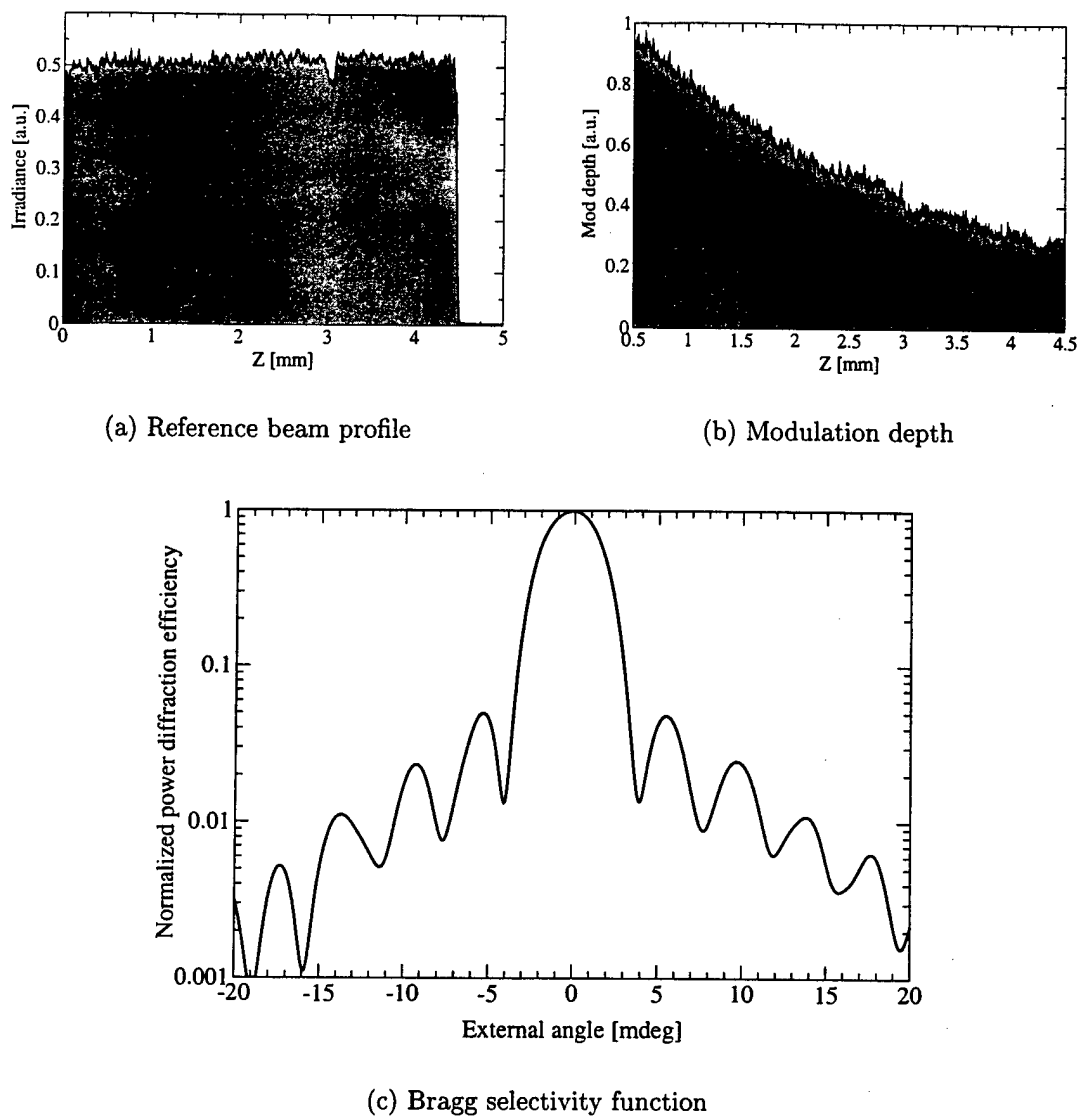 0.5
0.4
0.3
0.2
0.1
0
Irradiance [a.u.]
0 1 2 3 4 5
Z [mm]
(a) Reference beam profile
1
0.8
0.6
0.4
0.2
0
Mod depth [a.u.]
0.5 1 1.5 2 2.5 3 3.5 4 4.5
Z [mm]
(b) Modulation depth
1
0.1
0.01
0.001
Normalized power diffraction efficiency
-20 -15 -10 -5 0 5 10 15 20
External angle [mdeg]
(c) Bragg selectivity function